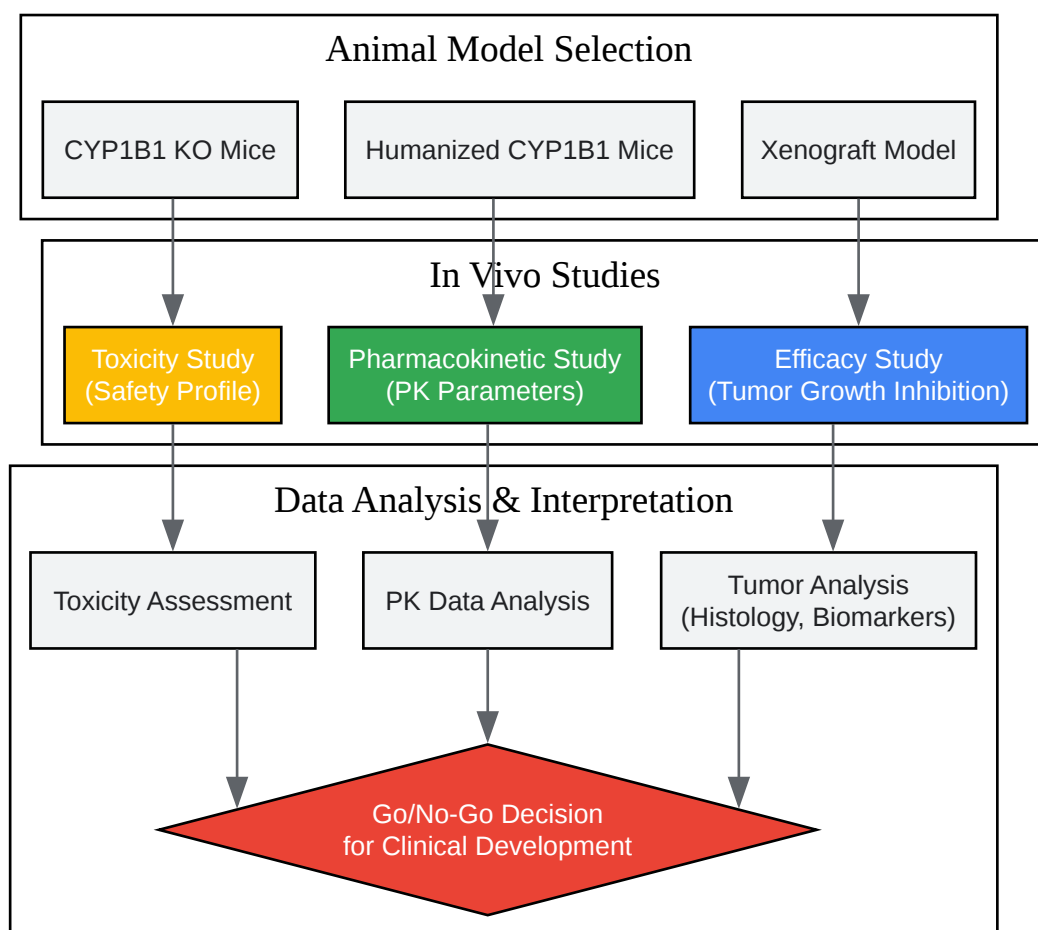 Animal Model Selection
CYP1B1 KO Mice
Humanized CYP1B1 Mice
Xenograft Model
In Vivo Studies
Toxicity Study
(Safety Profile)
Pharmacokinetic Study
(PK Parameters)
Efficacy Study
(Tumor Growth Inhibition)
Data Analysis & Interpretation
Toxicity Assessment
PK Data Analysis
Tumor Analysis
(Histology, Biomarkers)
Go/No-Go Decision
for Clinical Development